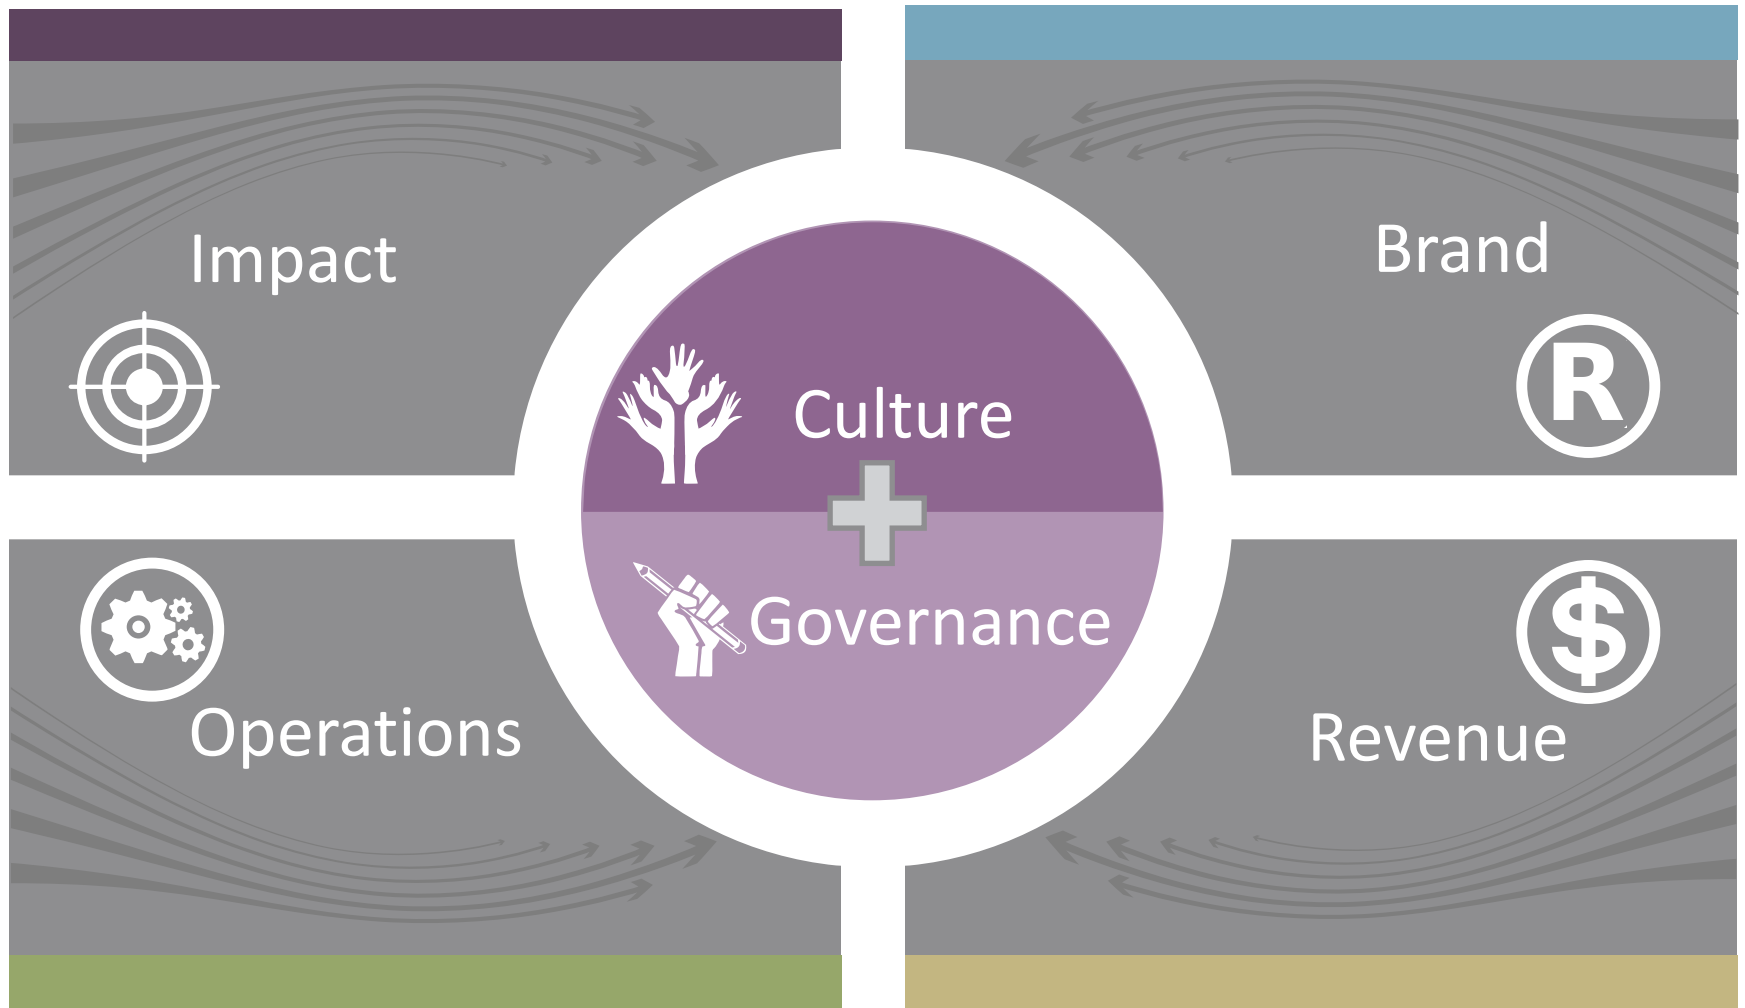 Impact
Brand
R
Culture
Governance
$
Operations
Revenue